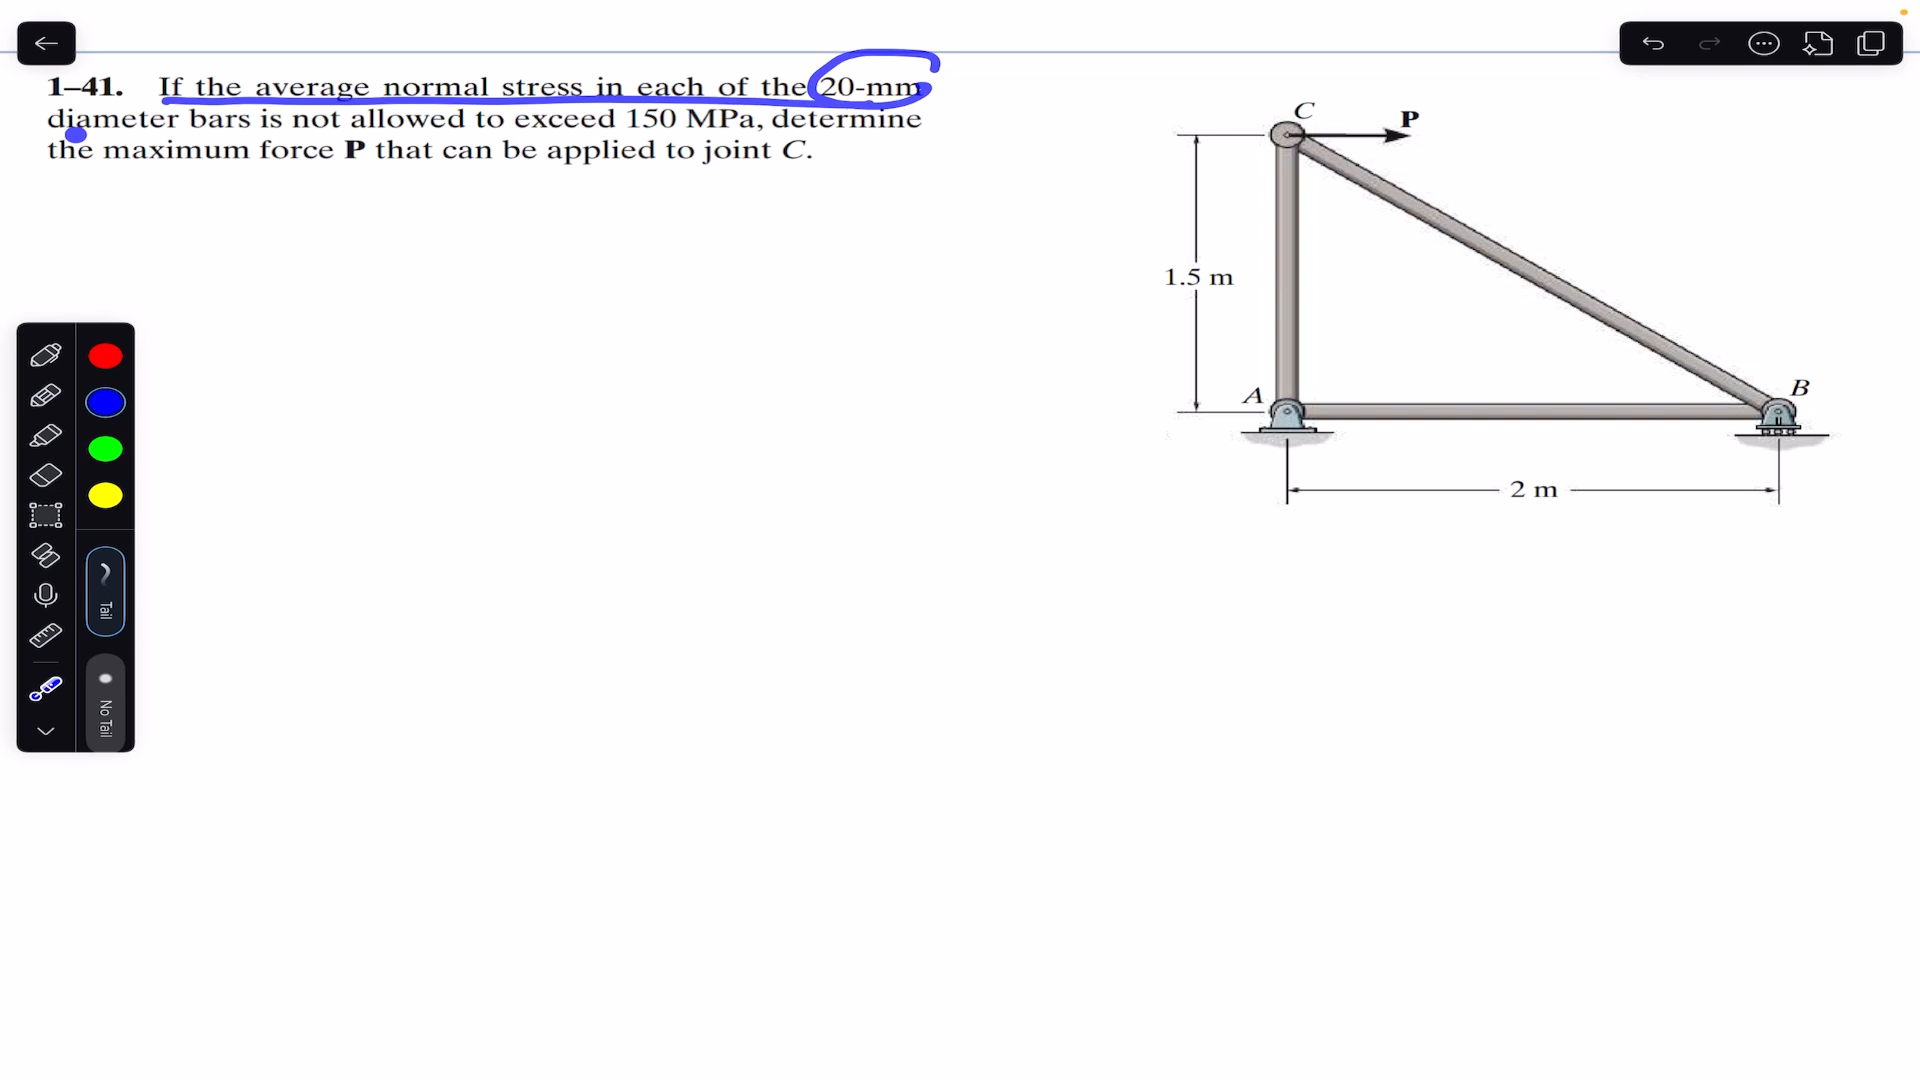 1–41. If the average normal stress in each of the 20-mm
diameter bars is not allowed to exceed 150 MPa, determine
the maximum force P that can be applied to joint C.
C
P
1.5 m
A
B
2 m
Tail
No Tail